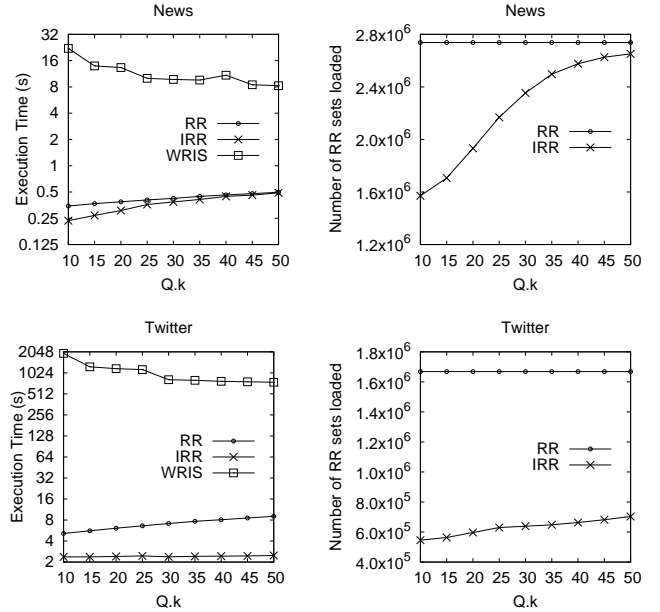 News
Execution Time (s)
32
16
8
4
2
1
0.5
0.25
0.125
RR
IRR
WRIS
10 15 20 25 30 35 40 45 50
Q.k
News
Number of RR sets loaded
2.8x10^6
2.4x10^6
2.0x10^6
1.6x10^6
1.2x10^6
RR
IRR
10 15 20 25 30 35 40 45 50
Q.k
Twitter
Execution Time (s)
2048
1024
512
256
128
64
32
16
8
4
2
RR
IRR
WRIS
10 15 20 25 30 35 40 45 50
Q.k
Twitter
Number of RR sets loaded
1.8x10^6
1.6x10^6
1.4x10^6
1.2x10^6
1.0x10^6
8.0x10^5
6.0x10^5
4.0x10^5
RR
IRR
10 15 20 25 30 35 40 45 50
Q.k